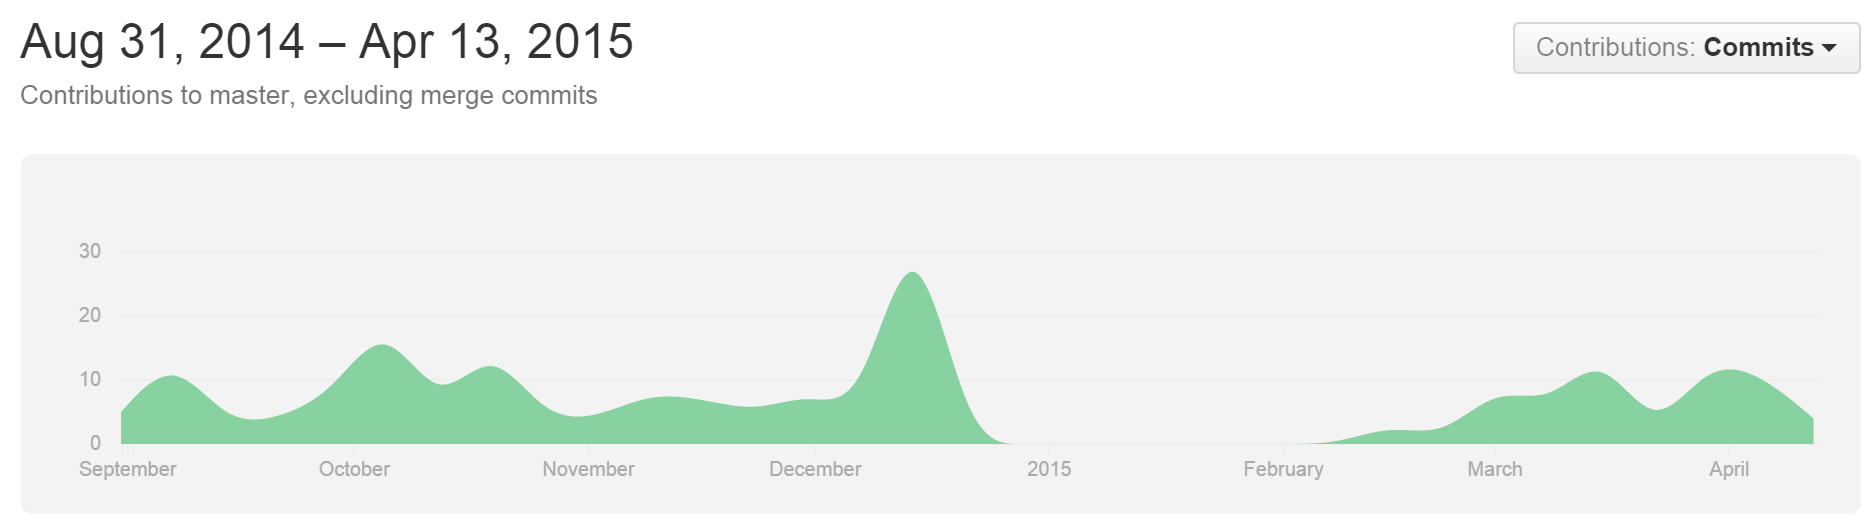 Aug 31, 2014 – Apr 13, 2015
Contributions: Commits
Contributions to master, excluding merge commits
30
20
10
0
September October November December 2015 February March April